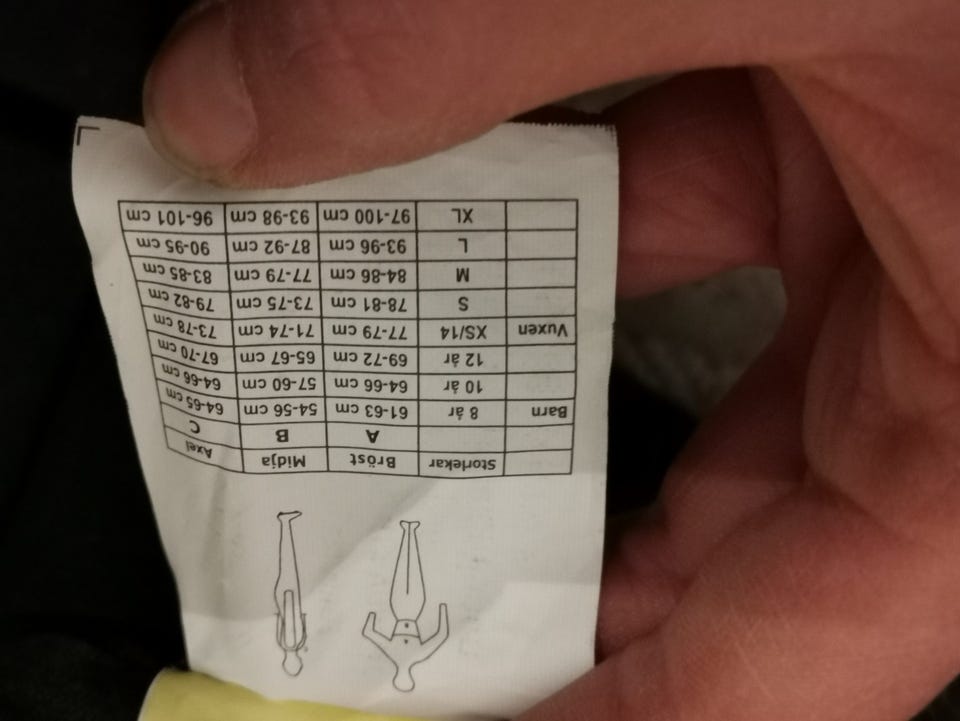 Storlekar Bröst Midja Axel
A B C
Barn 8 år 61-63 cm 54-56 cm 64-65 cm
10 år 64-66 cm 57-60 cm 64-66 cm
12 år 69-72 cm 65-67 cm 67-70 cm
Vuxen XS/14 77-79 cm 71-74 cm 73-78 cm
S 78-81 cm 73-75 cm 79-82 cm
M 84-86 cm 77-79 cm 83-85 cm
L 93-96 cm 87-92 cm 90-95 cm
XL 97-100 cm 93-98 cm 96-101 cm